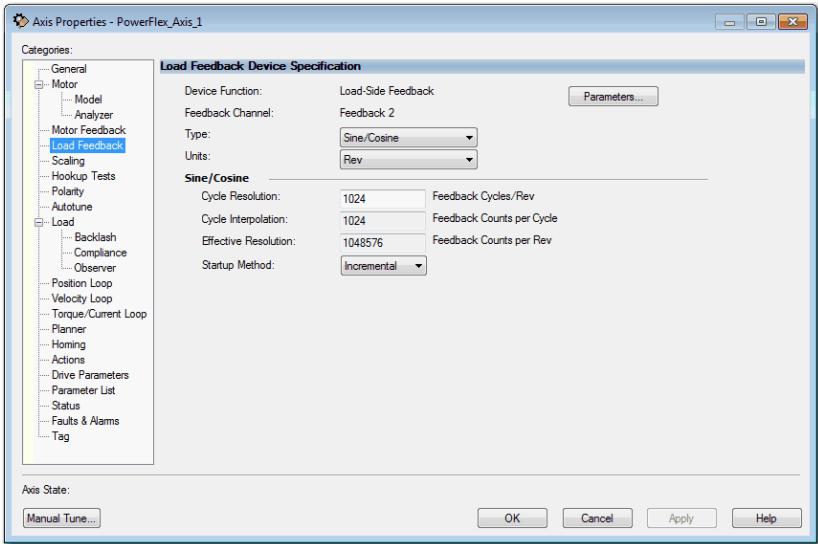 Axis Properties - PowerFlex_Axis_1
Categories:
General
Motor
Model
Analyzer
Motor Feedback
Load Feedback
Scaling
Hookup Tests
Polarity
Autotune
Load
Backlash
Compliance
Observer
Position Loop
Velocity Loop
Torque/Current Loop
Planner
Homing
Actions
Drive Parameters
Parameter List
Status
Faults & Alarms
Tag
Load Feedback Device Specification
Device Function: Load-Side Feedback Parameters...
Feedback Channel: Feedback 2
Type: Sine/Cosine
Units: Rev
Sine/Cosine
Cycle Resolution: 1024 Feedback Cycles/Rev
Cycle Interpolation: 1024 Feedback Counts per Cycle
Effective Resolution: 1048576 Feedback Counts per Rev
Startup Method: Incremental
Axis State:
Manual Tune... OK Cancel Apply Help